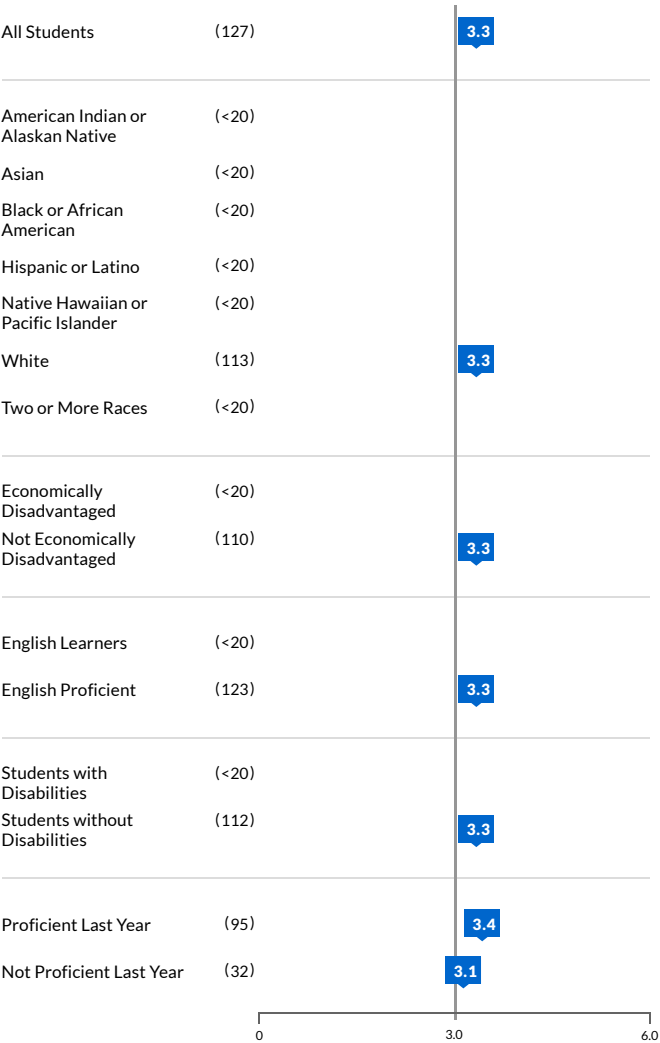 All Students (127) 3.3
American Indian or (<20)
Alaskan Native
Asian (<20)
Black or African (<20)
American
Hispanic or Latino (<20)
Native Hawaiian or (<20)
Pacific Islander
White (113) 3.3
Two or More Races (<20)
Economically (<20)
Disadvantaged
Not Economically (110) 3.3
Disadvantaged
English Learners (<20)
English Proficient (123) 3.3
Students with (<20)
Disabilities
Students without (112) 3.3
Disabilities
Proficient Last Year (95) 3.4
Not Proficient Last Year (32) 3.1
0 3.0 6.0